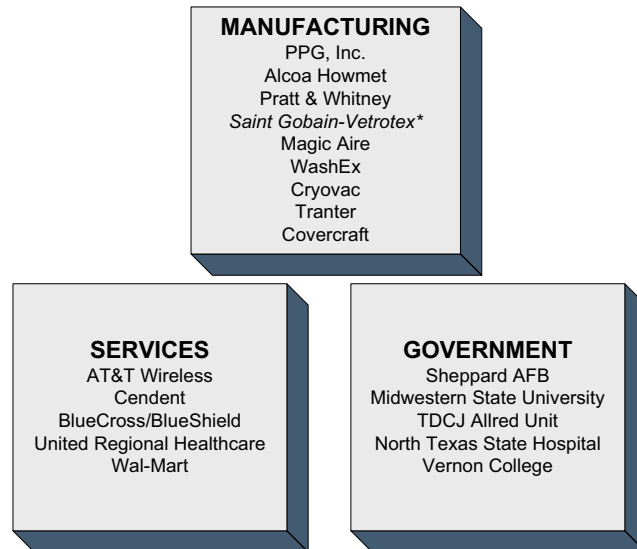 MANUFACTURING
PPG, Inc.
Alcoa Howmet
Pratt & Whitney
Saint Gobain-Vetrotex*
Magic Aire
WashEx
Cryovac
Tranter
Covercraft
SERVICES
AT&T Wireless
Cendent
BlueCross/BlueShield
United Regional Healthcare
Wal-Mart
GOVERNMENT
Sheppard AFB
Midwestern State University
TDCJ Allred Unit
North Texas State Hospital
Vernon College